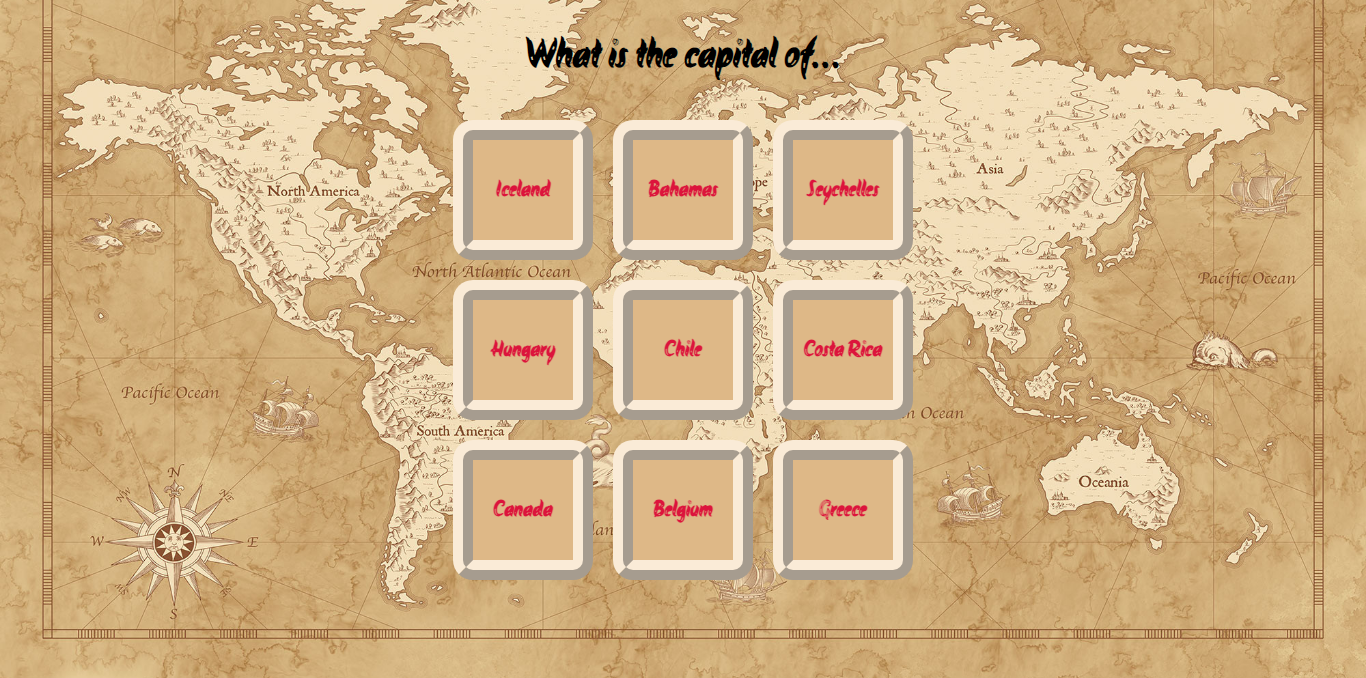 What is the capital of...
Iceland
Bahamas
Seychelles
Hungary
Chile
Costa Rica
Canada
Belgium
Greece
North America
Asia
North Atlantic Ocean
Pacific Ocean
Pacific Ocean
South America
Oceania
Ocean
N
NW
NE
W
E
S